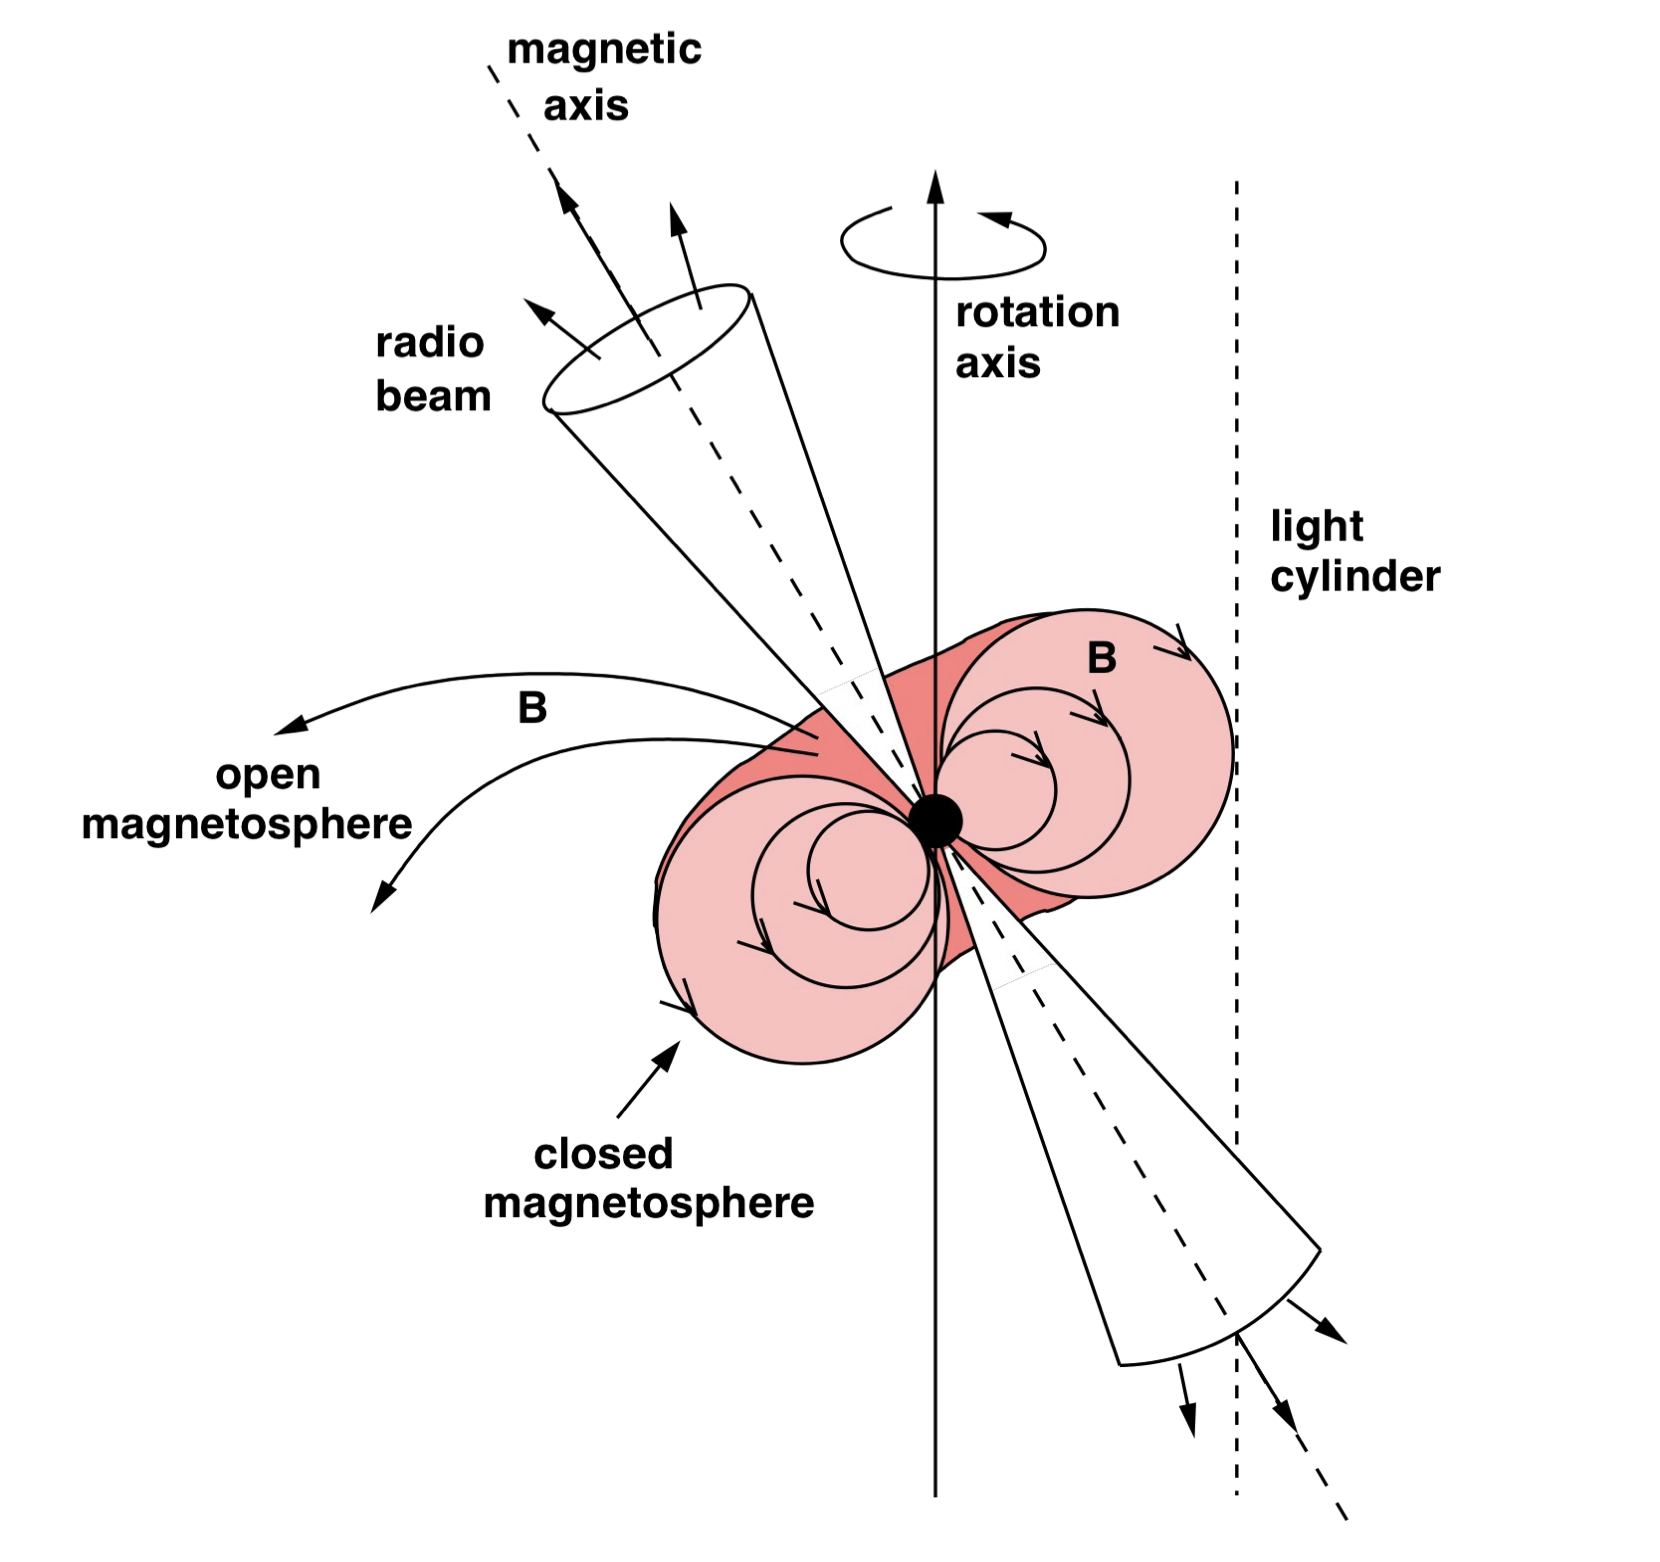 magnetic
axis
rotation
axis
radio
beam
light
cylinder
B
B
open
magnetosphere
closed
magnetosphere